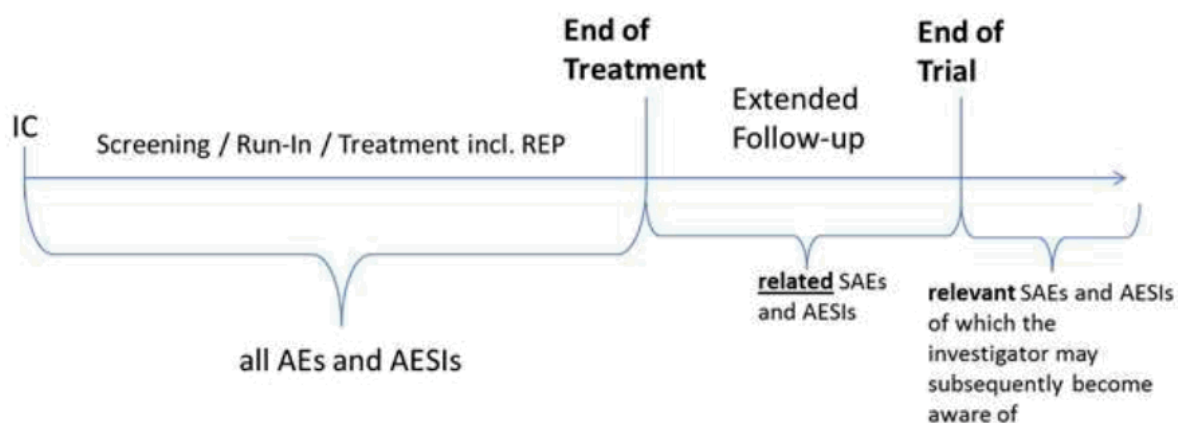 End of
Treatment
End of
Trial
IC
Screening / Run-In / Treatment incl. REP
Extended
Follow-up
all AEs and AESIs
related SAEs
and AESIs
relevant SAEs and AESIs
of which the
investigator may
subsequently become
aware of